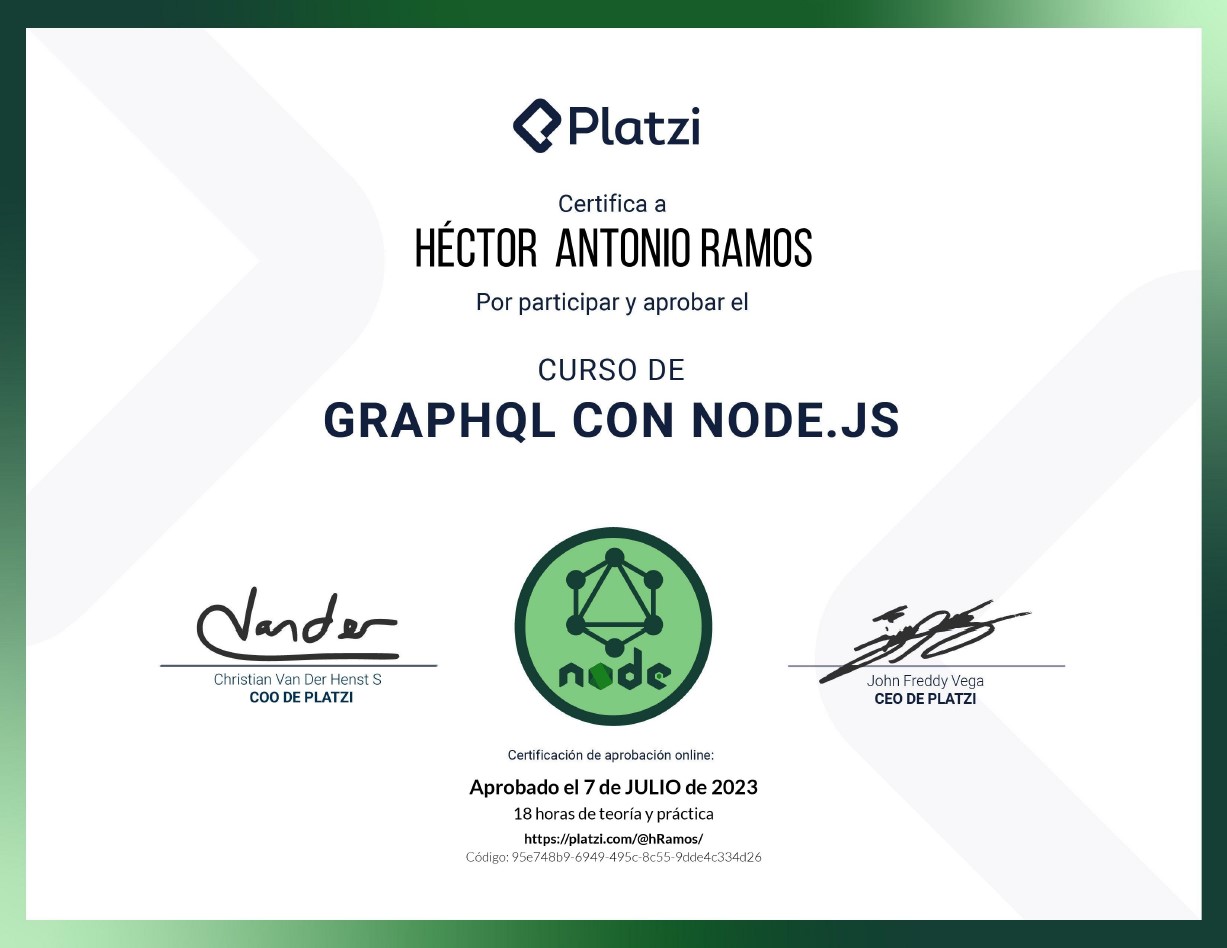 Platzi
Certifica a
HÉCTOR ANTONIO RAMOS
Por participar y aprobar el
CURSO DE
GRAPHQL CON NODE.JS
Vander
node
Christian Van Der Henst S
COO DE PLATZI
John Freddy Vega
CEO DE PLATZI
Certificación de aprobación online:
Aprobado el 7 de JULIO de 2023
18 horas de teoría y práctica
https://platzi.com/@hRamos/
Código: 95e748b9-6949-495c-8c55-9dde4c334d26